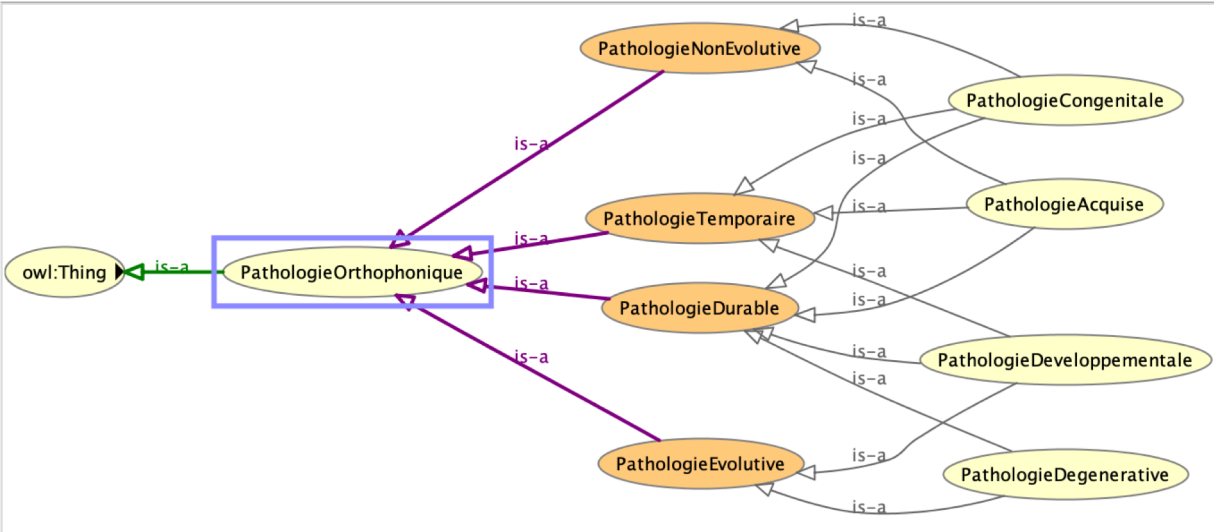 is-a
PathologieNonEvolutive
is-a
PathologieCongenitale
is-a
is-a
is-a
PathologieAcquise
is-a
PathologieTemporaire
is-a
owl:Thing
is-a
PathologieOrthophonique
is-a
is-a
is-a
PathologieDurable
is-a
is-a
PathologieDeveloppementale
is-a
is-a
PathologieEvolutive
PathologieDegenerative
is-a